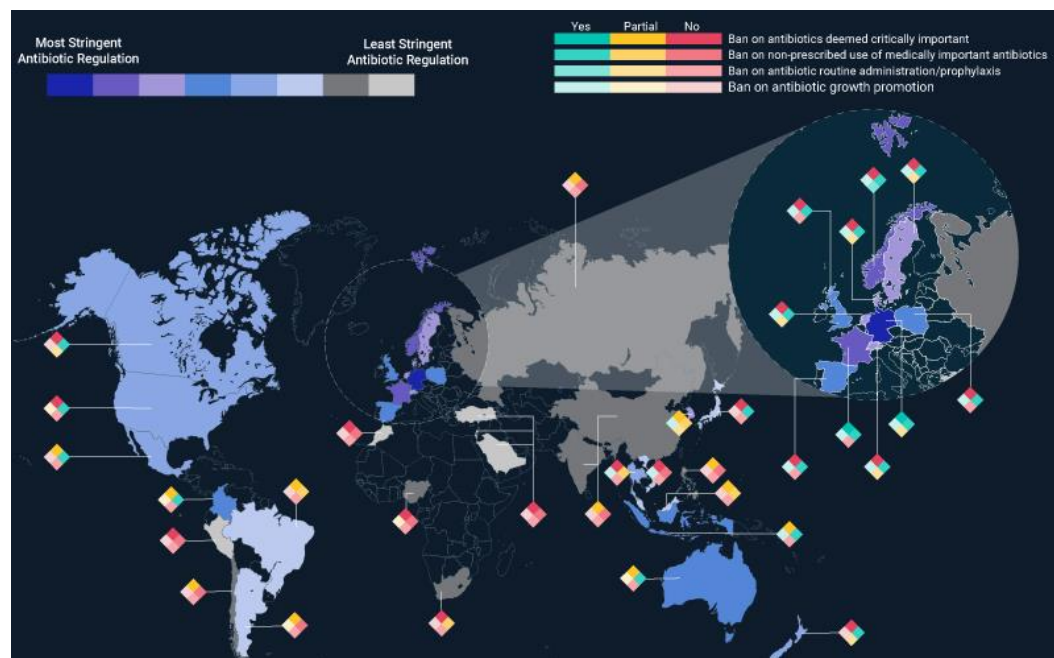 Most Stringent
Antibiotic Regulation
Least Stringent
Antibiotic Regulation
Yes
Partial
No
Ban on antibiotics deemed critically important
Ban on non-prescribed use of medically important antibiotics
Ban on antibiotic routine administration/prophylaxis
Ban on antibiotic growth promotion